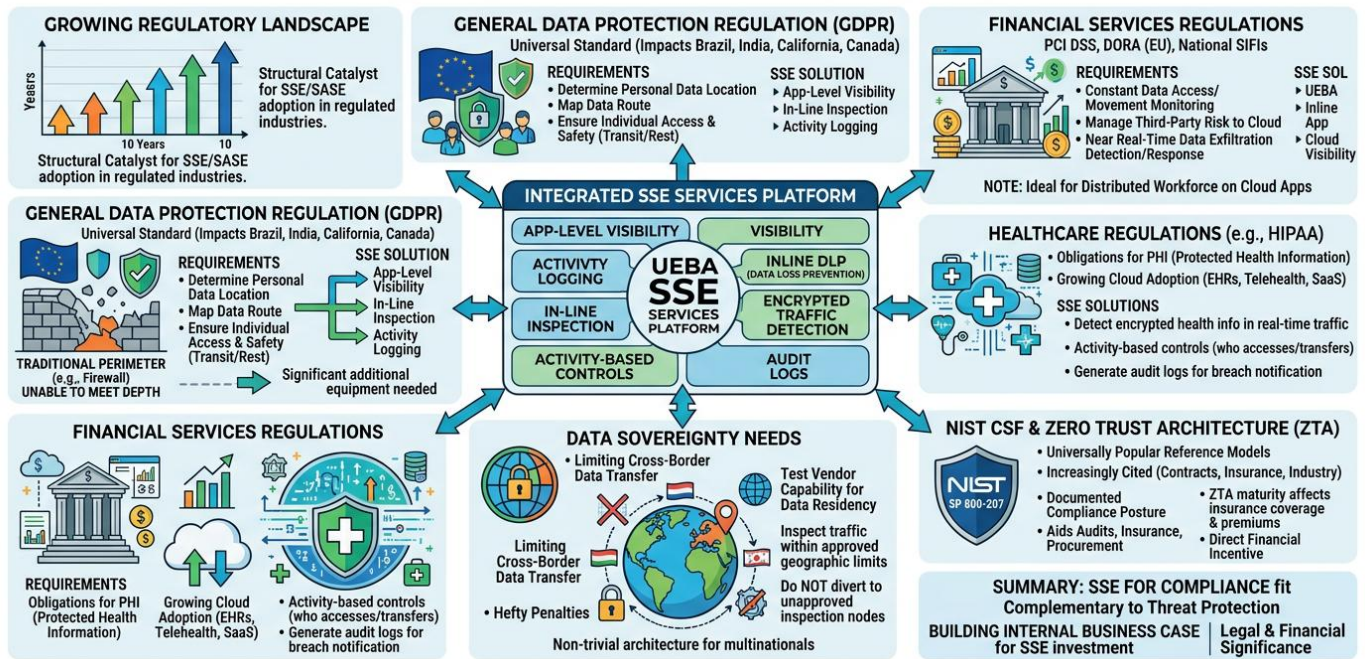 GROWING REGULATORY LANDSCAPE
Yeasrs
10 Years
10
Structural Catalyst
for SSE/SASE
adoption in regulated
industries.
Structural Catalyst for SSE/SASE
adoption in regulated industries.
GENERAL DATA PROTECTION REGULATION (GDPR)
Universal Standard (Impacts Brazil, India, California, Canada)
REQUIREMENTS
• Determine Personal Data Location
• Map Data Route
• Ensure Individual Access &
Safety (Transit/Rest)
SSE SOLUTION
▸ App-Level Visibility
▸ In-Line Inspection
▸ Activity Logging
FINANCIAL SERVICES REGULATIONS
PCI DSS, DORA (EU), National SIFIs
REQUIREMENTS
• Constant Data Access/
Movement Monitoring
• Manage Third-Party Risk to Cloud
• Near Real-Time Data Exfiltration
Detection/Response
SSE SOL
▸ UEBA
▸ Inline
App
▸ Cloud
Visibility
NOTE: Ideal for Distributed Workforce on Cloud Apps
GENERAL DATA PROTECTION REGULATION (GDPR)
Universal Standard (Impacts Brazil, India, California, Canada)
TRADITIONAL PERIMETER
(e.g,. Firewall)
UNABLE TO MEET DEPTH
REQUIREMENTS
• Determine Personal
Data Location
• Map Data Route
• Ensure Individual
Access & Safety
(Transit/Rest)
SSE SOLUTION
App-Level
Visibility
In-Line
Inspection
Activity
Logging
Significant additional
equipment needed
INTEGRATED SSE SERVICES PLATFORM
APP-LEVEL VISIBILITY
VISIBILITY
ACTIVIVTY
LOGGING
INLINE DLP
(DATA LOSS PREVENTION)
IN-LINE
INSPECTION
ENCRYPTED
TRAFFIC
DETECTION
ACTIVITY-BASED
CONTROLS
AUDIT
LOGS
UEBA
SSE
SERVICES
PLATFORM
HEALTHCARE REGULATIONS (e.g., HIPAA)
• Obligations for PHI (Protected Health Information)
• Growing Cloud Adoption (EHRs, Telehealth, SaaS)
SSE SOLUTIONS
• Detect encrypted health info in real-time traffic
• Activity-based controls (who accesses/transfers)
• Generate audit logs for breach notification
FINANCIAL SERVICES REGULATIONS
REQUIREMENTS
Obligations for PHI
(Protected Health
Information)
Growing Cloud
Adoption (EHRs,
Telehealth, SaaS)
• Activity-based controls
(who accesses/transfers)
• Generate audit logs for
breach notification
DATA SOVEREIGNTY NEEDS
• Limiting Cross-Border
Data Transfer
Limiting
Cross-Border
Data Transfer
• Hefty Penalties
Test Vendor
Capability for
Data Residency
Inspect traffic
within approved
geographic limits
Do NOT divert to
unapproved
inspection nodes
Non-trivial architecture for multinationals
NIST CSF & ZERO TRUST ARCHITECTURE (ZTA)
NIST
SP 800-207
• Universally Popular Reference Models
• Increasingly Cited (Contracts, Insurance, Industry)
• Documented
Compliance Posture
• Aids Audits, Insurance,
Procurement
• ZTA maturity affects
insurance coverage
& premiums
• Direct Financial
Incentive
SUMMARY: SSE FOR COMPLIANCE fit
Complementary to Threat Protection
BUILDING INTERNAL BUSINESS CASE
for SSE investment
Legal & Financial
Significance